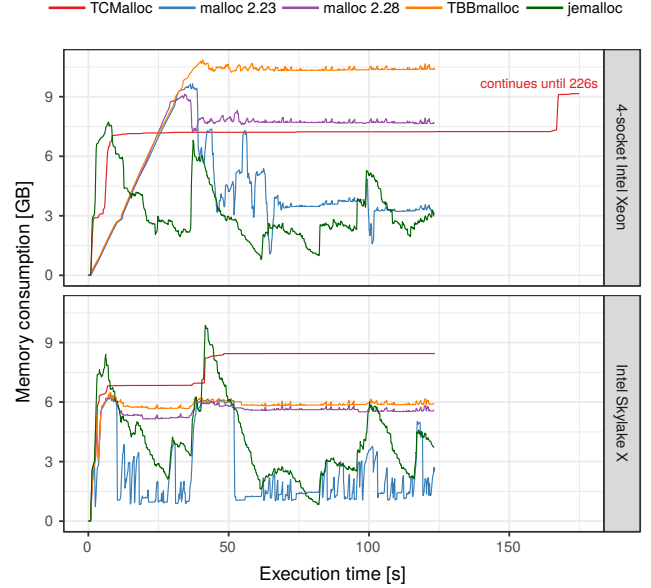 TCMalloc malloc 2.23 malloc 2.28 TBBmalloc jemalloc
Memory consumption [GB]
9
6
3
0
continues until 226s
4-socket Intel Xeon
9
6
3
0
Intel Skylake X
0 50 100 150
Execution time [s]